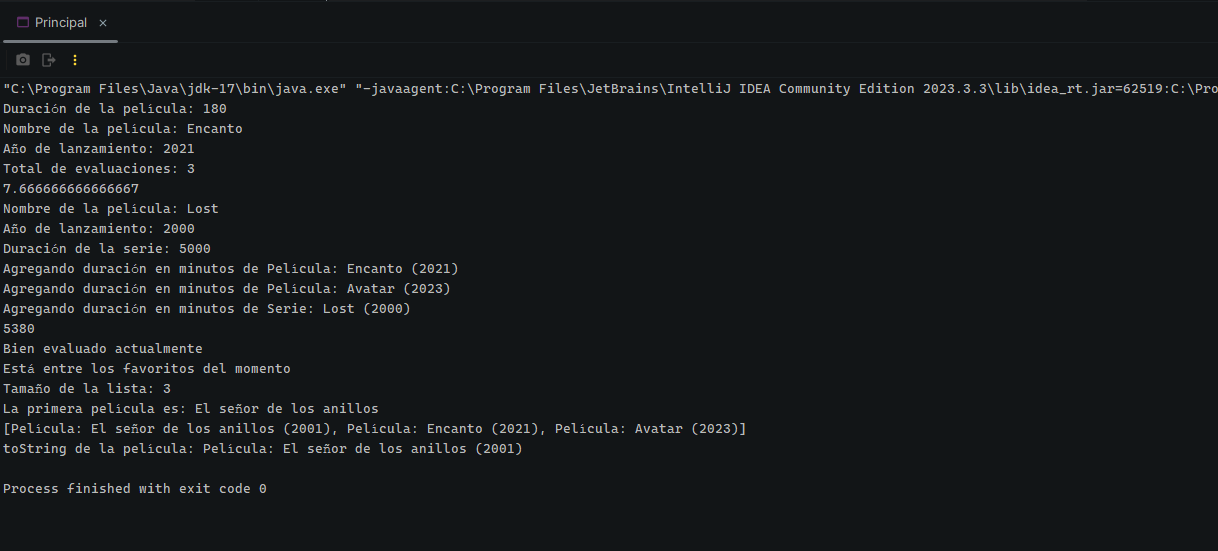 Principal
"C:\Program Files\Java\jdk-17\bin\java.exe" "-javaagent:C:\Program Files\JetBrains\IntelliJ IDEA Community Edition 2023.3.3\lib\idea_rt.jar=62519:C:\Pro
Duración de la película: 180
Nombre de la película: Encanto
Año de lanzamiento: 2021
Total de evaluaciones: 3
7.666666666666667
Nombre de la película: Lost
Año de lanzamiento: 2000
Duración de la serie: 5000
Agregando duración en minutos de Película: Encanto (2021)
Agregando duración en minutos de Película: Avatar (2023)
Agregando duración en minutos de Serie: Lost (2000)
5380
Bien evaluado actualmente
Está entre los favoritos del momento
Tamaño de la lista: 3
La primera película es: El señor de los anillos
[Película: El señor de los anillos (2001), Película: Encanto (2021), Película: Avatar (2023)]
toString de la película: Película: El señor de los anillos (2001)
Process finished with exit code 0